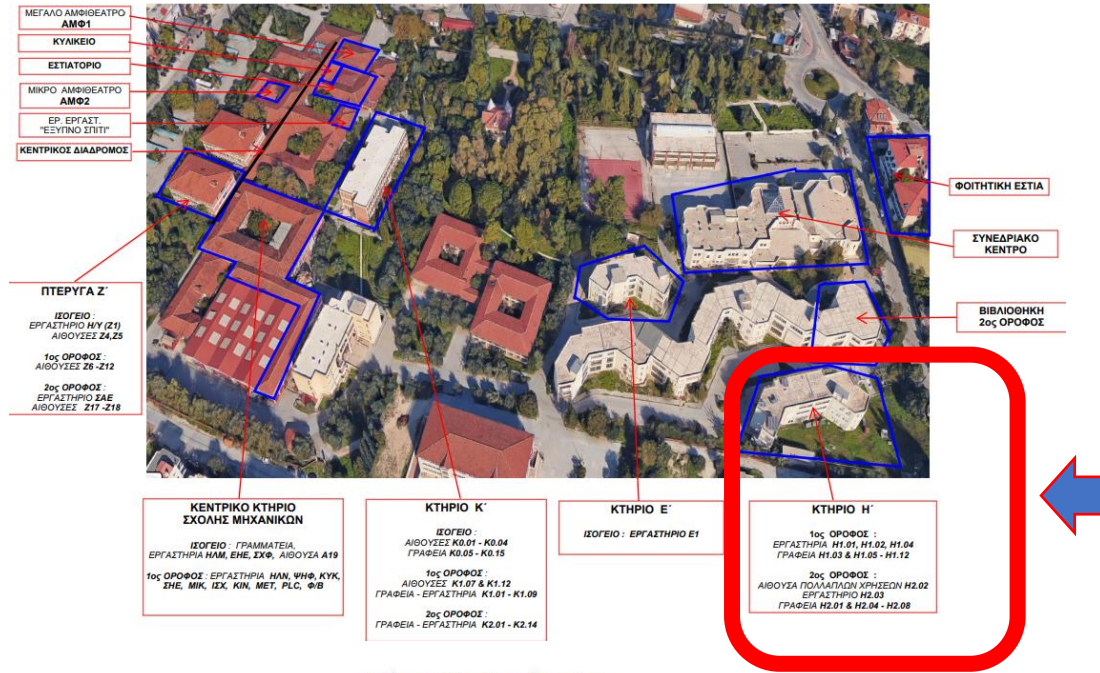 ΜΕΓΑΛΟ ΑΜΦΙΘΕΑΤΡΟ
ΑΜΦ1
ΚΥΛΙΚΕΙΟ
ΕΣΤΙΑΤΟΡΙΟ
ΜΙΚΡΟ ΑΜΦΙΘΕΑΤΡΟ
ΑΜΦ2
ΕΡ. ΕΡΓΑΣΤ.
"ΕΞΥΠΝΟ ΣΠΙΤΙ"
ΚΕΝΤΡΙΚΟΣ ΔΙΑΔΡΟΜΟΣ
ΠΤΕΡΥΓΑ Ζ΄
ΙΣΟΓΕΙΟ :
ΕΡΓΑΣΤΗΡΙΟ Η/Υ (Ζ1)
ΑΙΘΟΥΣΕΣ Ζ4,Ζ5
1ος ΟΡΟΦΟΣ :
ΑΙΘΟΥΣΕΣ Ζ6 -Ζ12
2ος ΟΡΟΦΟΣ :
ΕΡΓΑΣΤΗΡΙΟ ΣΑΕ
ΑΙΘΟΥΣΕΣ Ζ17 -Ζ18
ΦΟΙΤΗΤΙΚΗ ΕΣΤΙΑ
ΣΥΝΕΔΡΙΑΚΟ
ΚΕΝΤΡΟ
ΒΙΒΛΙΟΘΗΚΗ
2ος ΟΡΟΦΟΣ
ΚΕΝΤΡΙΚΟ ΚΤΗΡΙΟ
ΣΧΟΛΗΣ ΜΗΧΑΝΙΚΩΝ
ΙΣΟΓΕΙΟ : ΓΡΑΜΜΑΤΕΙΑ,
ΕΡΓΑΣΤΗΡΙΑ ΗΛΜ, ΕΗΕ, ΣΧΦ, ΑΙΘΟΥΣΑ Α19
1ος ΟΡΟΦΟΣ : ΕΡΓΑΣΤΗΡΙΑ ΗΛΝ, ΨΗΦ, ΚΥΚ,
ΣΗΕ, ΜΙΚ, ΙΣΧ, ΚΙΝ, ΜΕΤ, PLC, Φ/Β
ΚΤΗΡΙΟ Κ΄
ΙΣΟΓΕΙΟ :
ΑΙΘΟΥΣΕΣ Κ0.01 - Κ0.04
ΓΡΑΦΕΙΑ Κ0.05 - Κ0.15
1ος ΟΡΟΦΟΣ :
ΑΙΘΟΥΣΕΣ Κ1.07 & Κ1.12
ΓΡΑΦΕΙΑ - ΕΡΓΑΣΤΗΡΙΑ Κ1.01 - Κ1.09
2ος ΟΡΟΦΟΣ :
ΓΡΑΦΕΙΑ - ΕΡΓΑΣΤΗΡΙΑ Κ2.01 - Κ2.14
ΚΤΗΡΙΟ Ε΄
ΙΣΟΓΕΙΟ : ΕΡΓΑΣΤΗΡΙΟ Ε1
ΚΤΗΡΙΟ Η΄
1ος ΟΡΟΦΟΣ :
ΕΡΓΑΣΤΗΡΙΑ Η1.01, Η1.02, Η1.04
ΓΡΑΦΕΙΑ Η1.03 & Η1.05 - Η1.12
2ος ΟΡΟΦΟΣ :
ΑΙΘΟΥΣΑ ΠΟΛΛΑΠΛΩΝ ΧΡΗΣΕΩΝ Η2.02
ΕΡΓΑΣΤΗΡΙΟ Η2.03
ΓΡΑΦΕΙΑ Η2.01 & Η2.04 - Η2.08